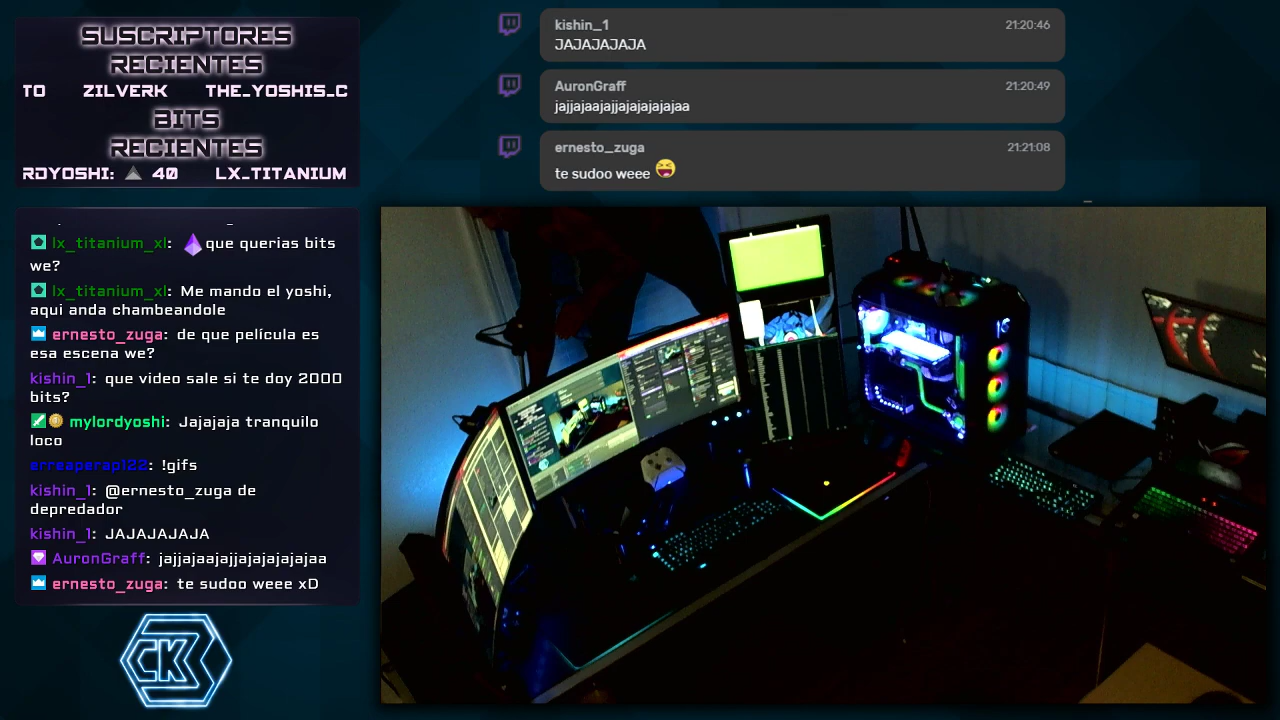 SUSCRIPTORES
RECIENTES
TO ZILVERK THE_YOSHIS_C
BITS
RECIENTES
RDYOSHI: 40 LX_TITANIUM
kishin_1 21:20:46
JAJAJAJAJA
AuronGraff 21:20:49
jajjajaajajjajajajajajaa
ernesto_zuga 21:21:08
te sudoo weee 😆
lx_titanium_xl: que querias bits
we?
lx_titanium_xl: Me mando el yoshi,
aqui anda chambeandole
ernesto_zuga: de que película es
esa escena we?
kishin_1: que video sale si te doy 2000
bits?
mylordyoshi: Jajajaja tranquilo
loco
erreaperap122: !gifs
kishin_1: @ernesto_zuga de
depredador
kishin_1: JAJAJAJAJA
AuronGraff: jajjajaajajjajajajajajaa
ernesto_zuga: te sudoo weee xD
CK3